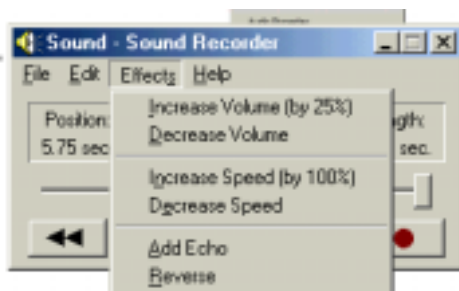 Sound - Sound Recorder
File Edit Effects Help
Position:
5.75 sec
gth:
sec.
Increase Volume (by 25%)
Decrease Volume
Increase Speed (by 100%)
Decrease Speed
Add Echo
Reverse